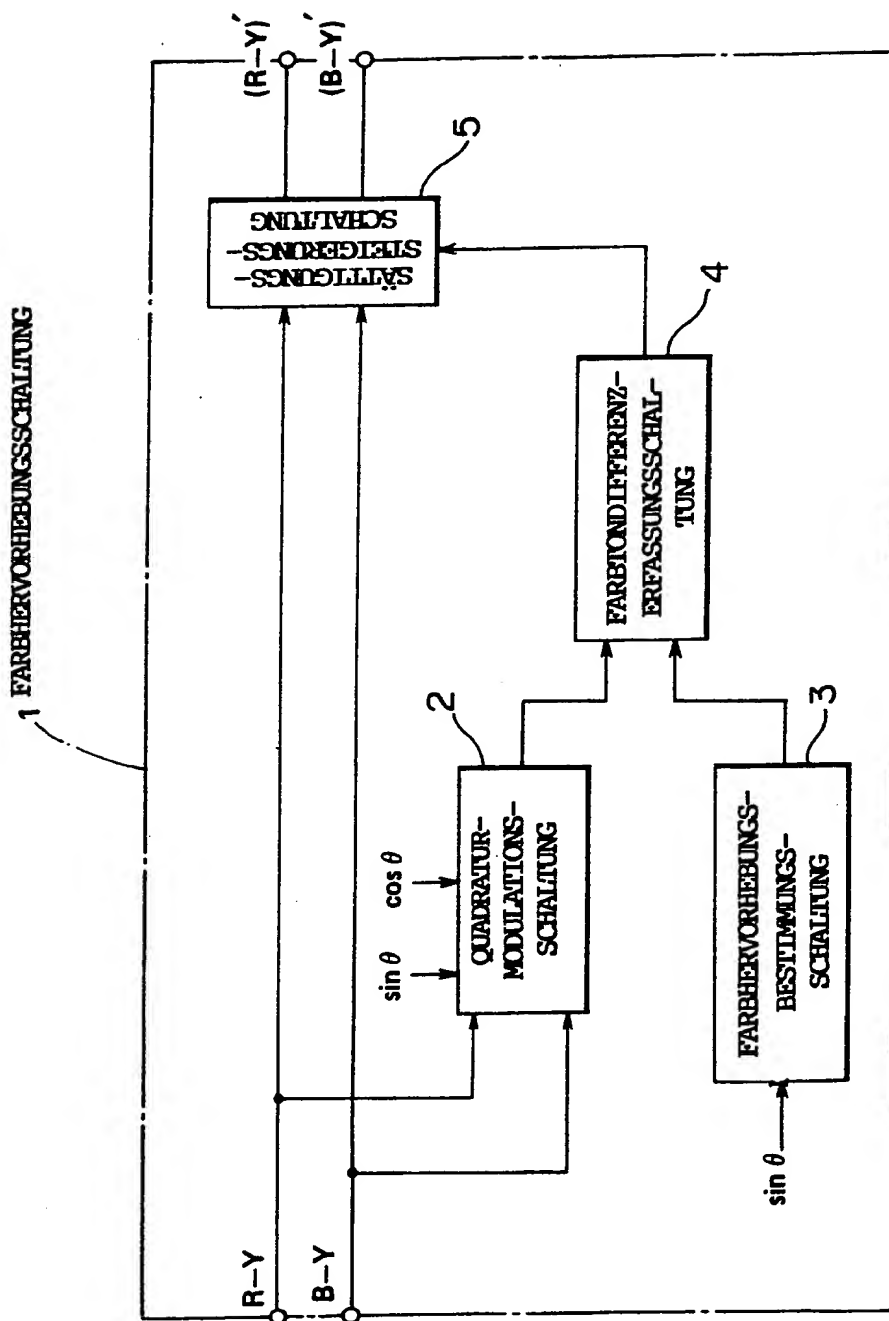 1 FARBHERVORHEBUNGSSCHALTUNG
R-Y
B-Y
(R-Y)′
(B-Y)′
SÄTTIGUNGS-
STEIGERUNGS-
SCHALTUNG
5
sin θ
cos θ
QUADRATUR-
MODULATIONS-
SCHALTUNG
2
FARBTONDIFFERENZ-
ERFASSUNGSSCHAL-
TUNG
4
sin θ
FARBHERVORHEBUNGS-
BESTIMMUNGS-
SCHALTUNG
3